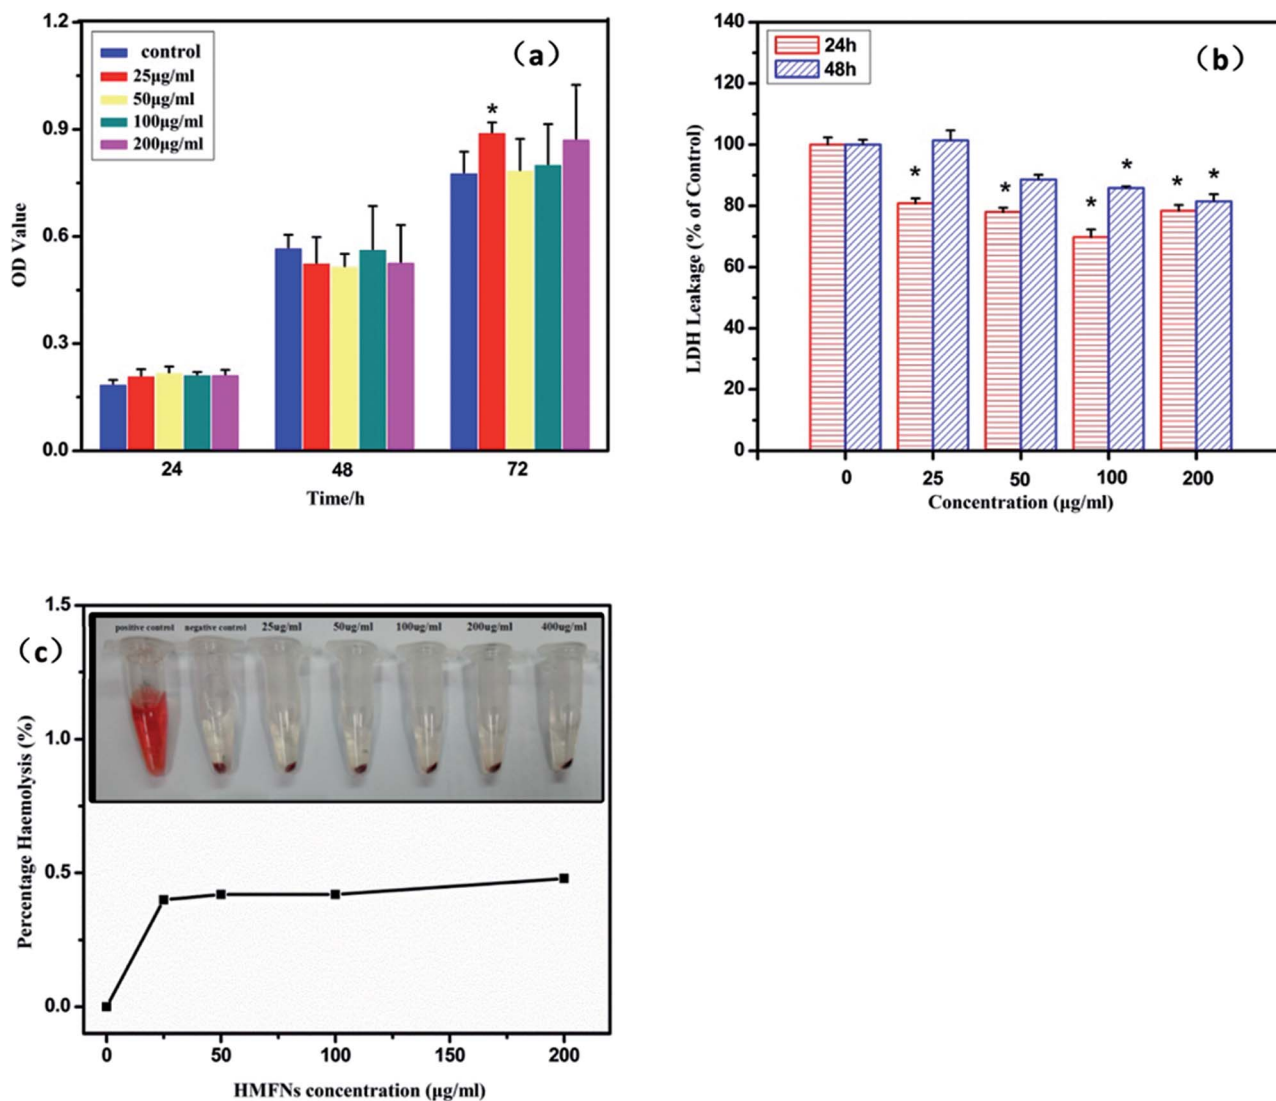 (a)
control
25μg/ml
50μg/ml
100μg/ml
200μg/ml
*
OD Value
1.2
0.9
0.6
0.3
0.0
24 48 72
Time/h
(b)
24h
48h
* * * * * *
LDH Leakage (% of Control)
140
120
100
80
60
40
20
0
0 25 50 100 200
Concentration (μg/ml)
(c)
positive control negative control 25ug/ml 50ug/ml 100ug/ml 200ug/ml 400ug/ml
Percentage Haemolysis (%)
1.5
1.0
0.5
0.0
0 50 100 150 200
HMFNs concentration (μg/ml)